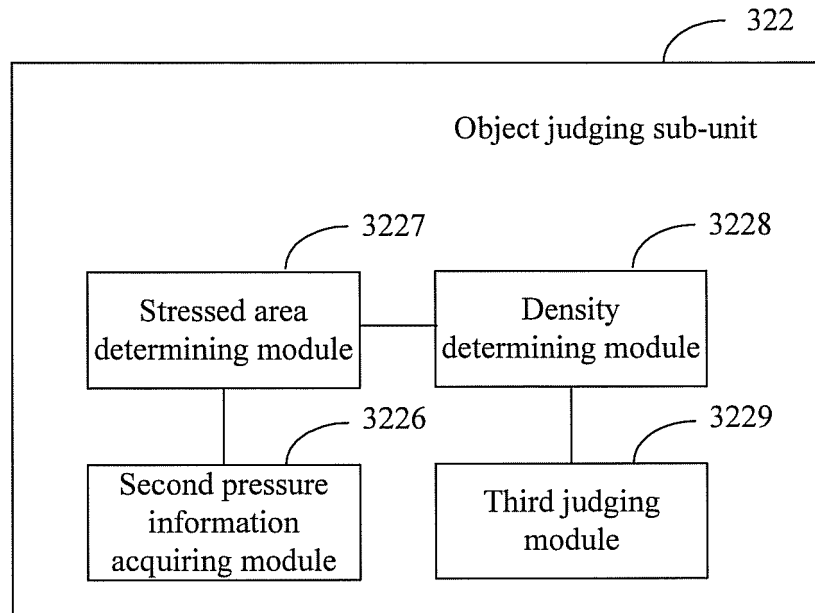 322
Object judging sub-unit
3227
3228
Stressed area
determining module
Density
determining module
3226
3229
Second pressure
information
acquiring module
Third judging
module